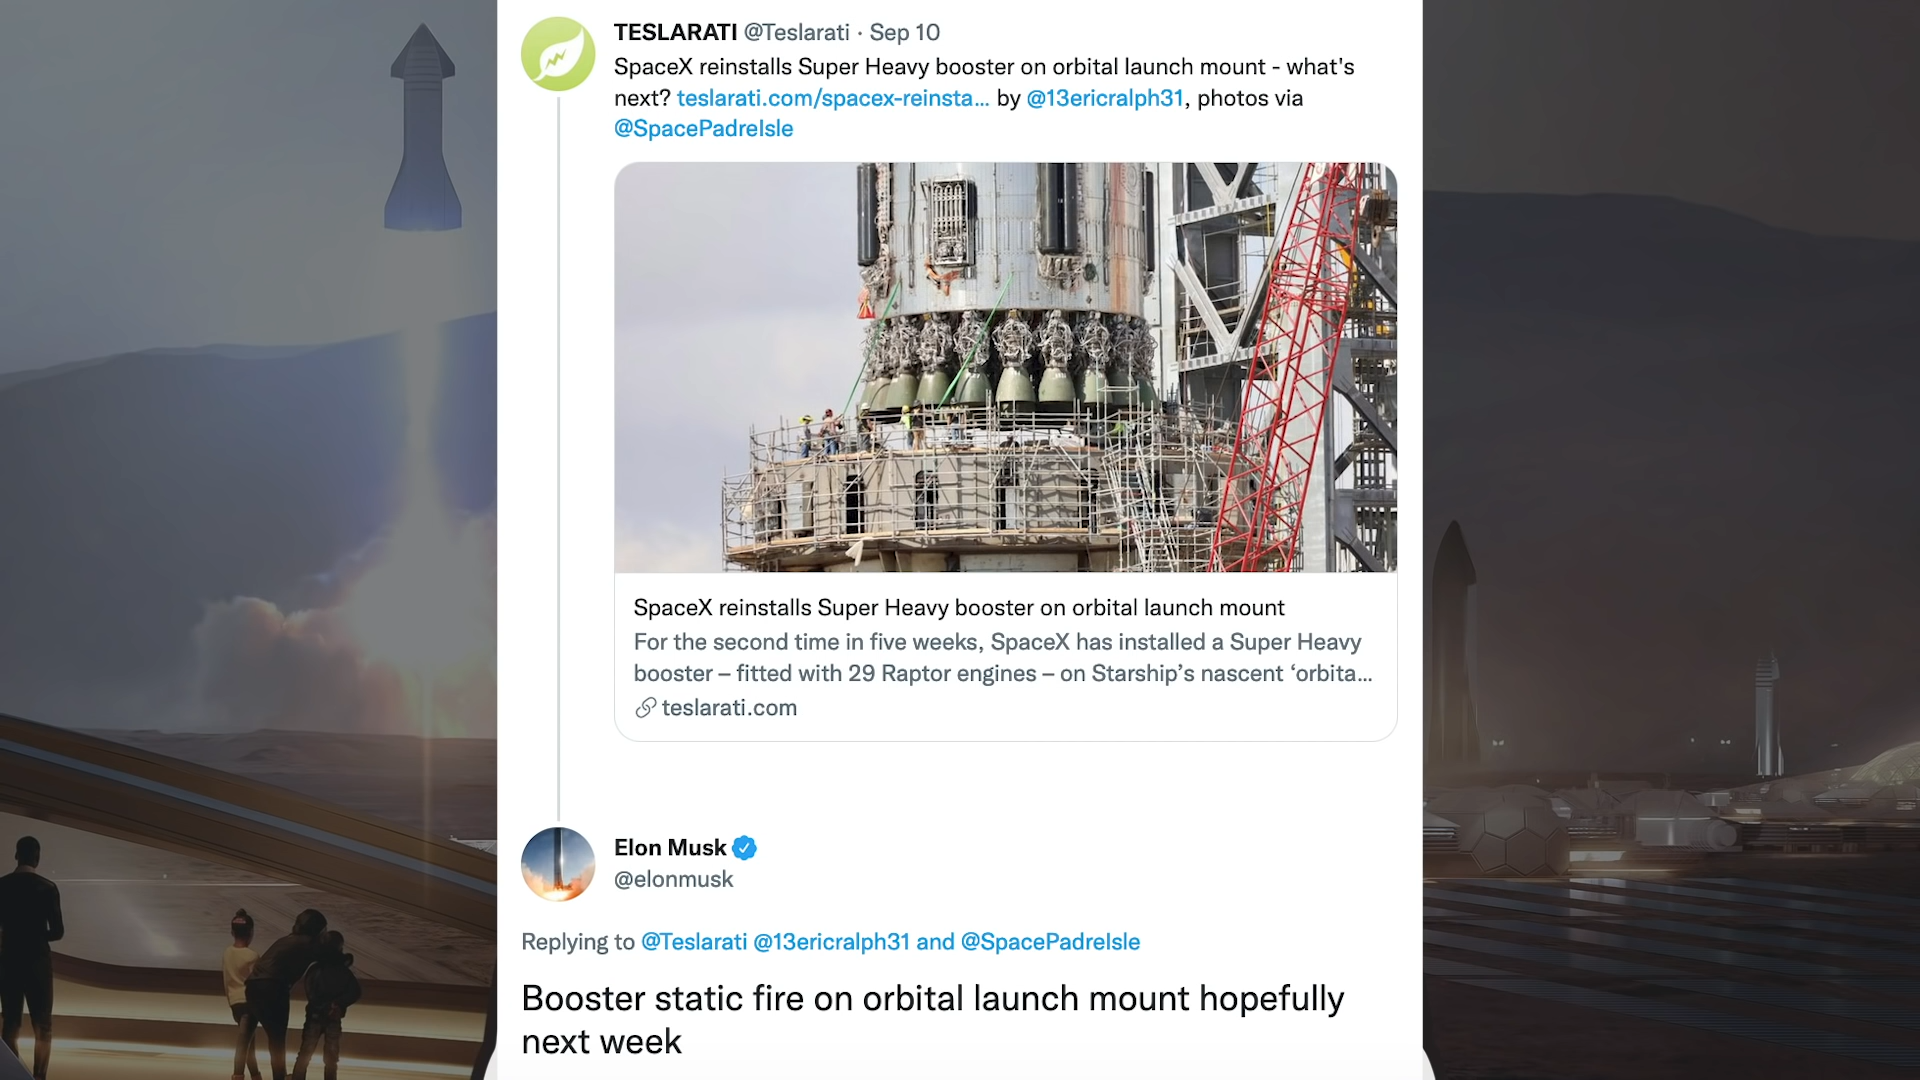 TESLARATI @Teslarati · Sep 10
SpaceX reinstalls Super Heavy booster on orbital launch mount - what's
next? teslarati.com/spacex-reinsta... by @13ericralph31, photos via
@SpacePadreIsle
SpaceX reinstalls Super Heavy booster on orbital launch mount
For the second time in five weeks, SpaceX has installed a Super Heavy
booster – fitted with 29 Raptor engines – on Starship’s nascent ‘orbita...
teslarati.com
Elon Musk
@elonmusk
Replying to @Teslarati @13ericralph31 and @SpacePadreIsle
Booster static fire on orbital launch mount hopefully
next week